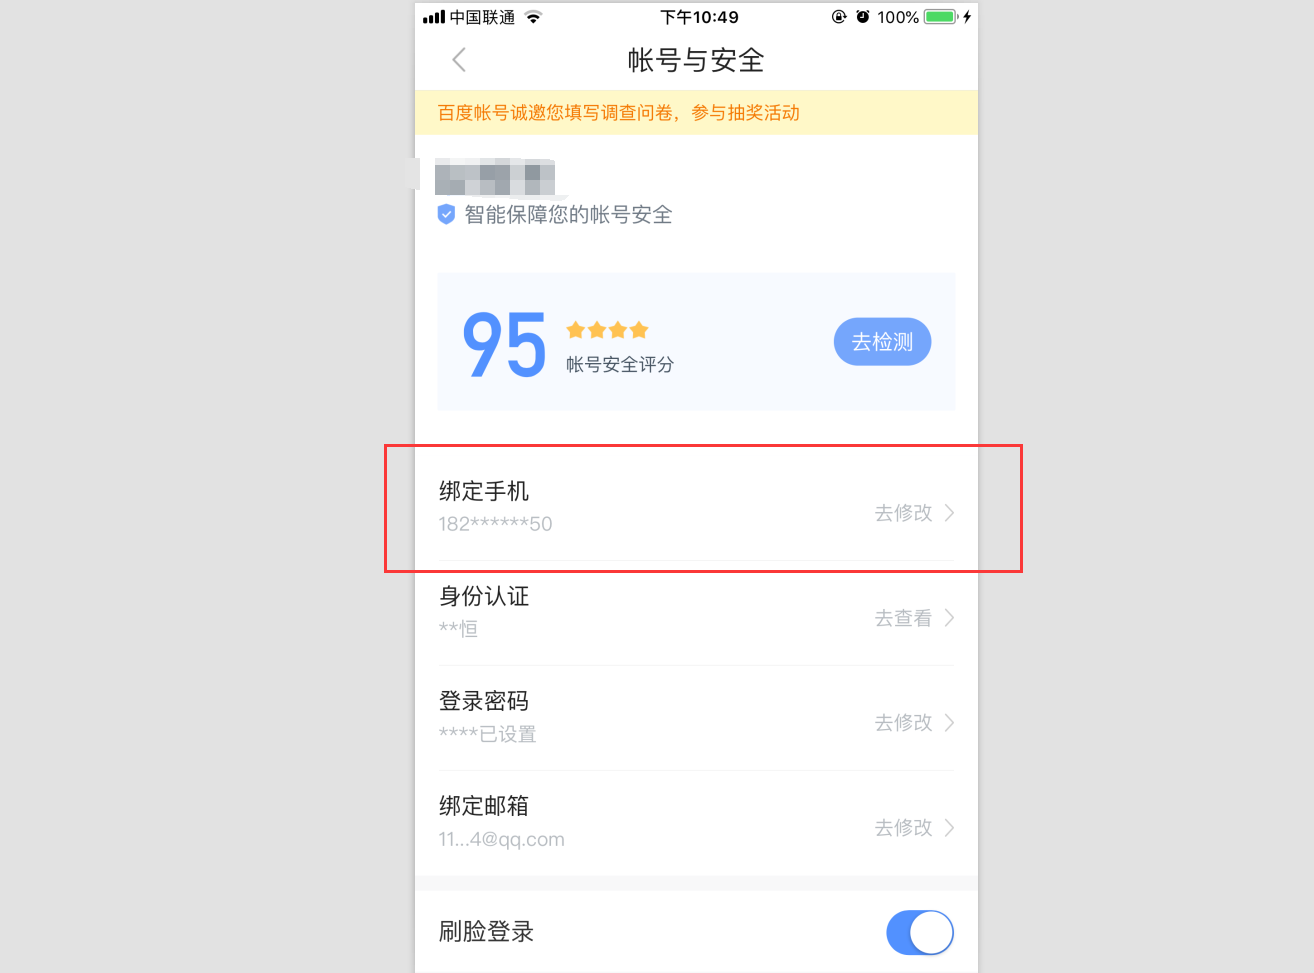 中国联通 下午10:49 100%
帐号与安全
百度帐号诚邀您填写调查问卷，参与抽奖活动
智能保障您的帐号安全
95
帐号安全评分
去检测
绑定手机
182******50
去修改
身份认证
**恒
去查看
登录密码
****已设置
去修改
绑定邮箱
11...4@qq.com
去修改
刷脸登录